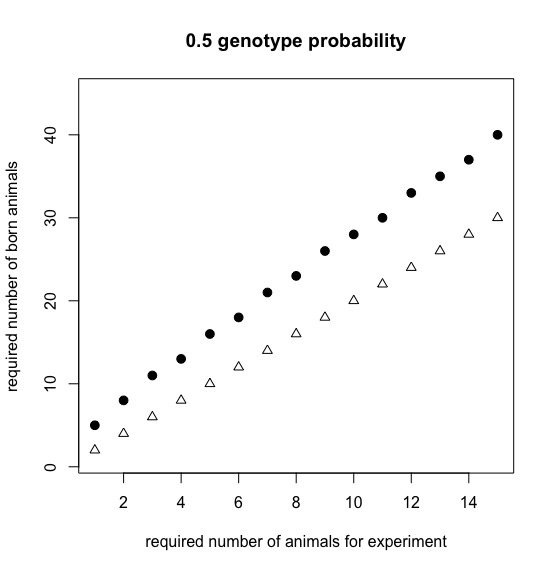 0.5 genotype probability
required number of born animals
40
30
20
10
0
2 4 6 8 10 12 14
required number of animals for experiment